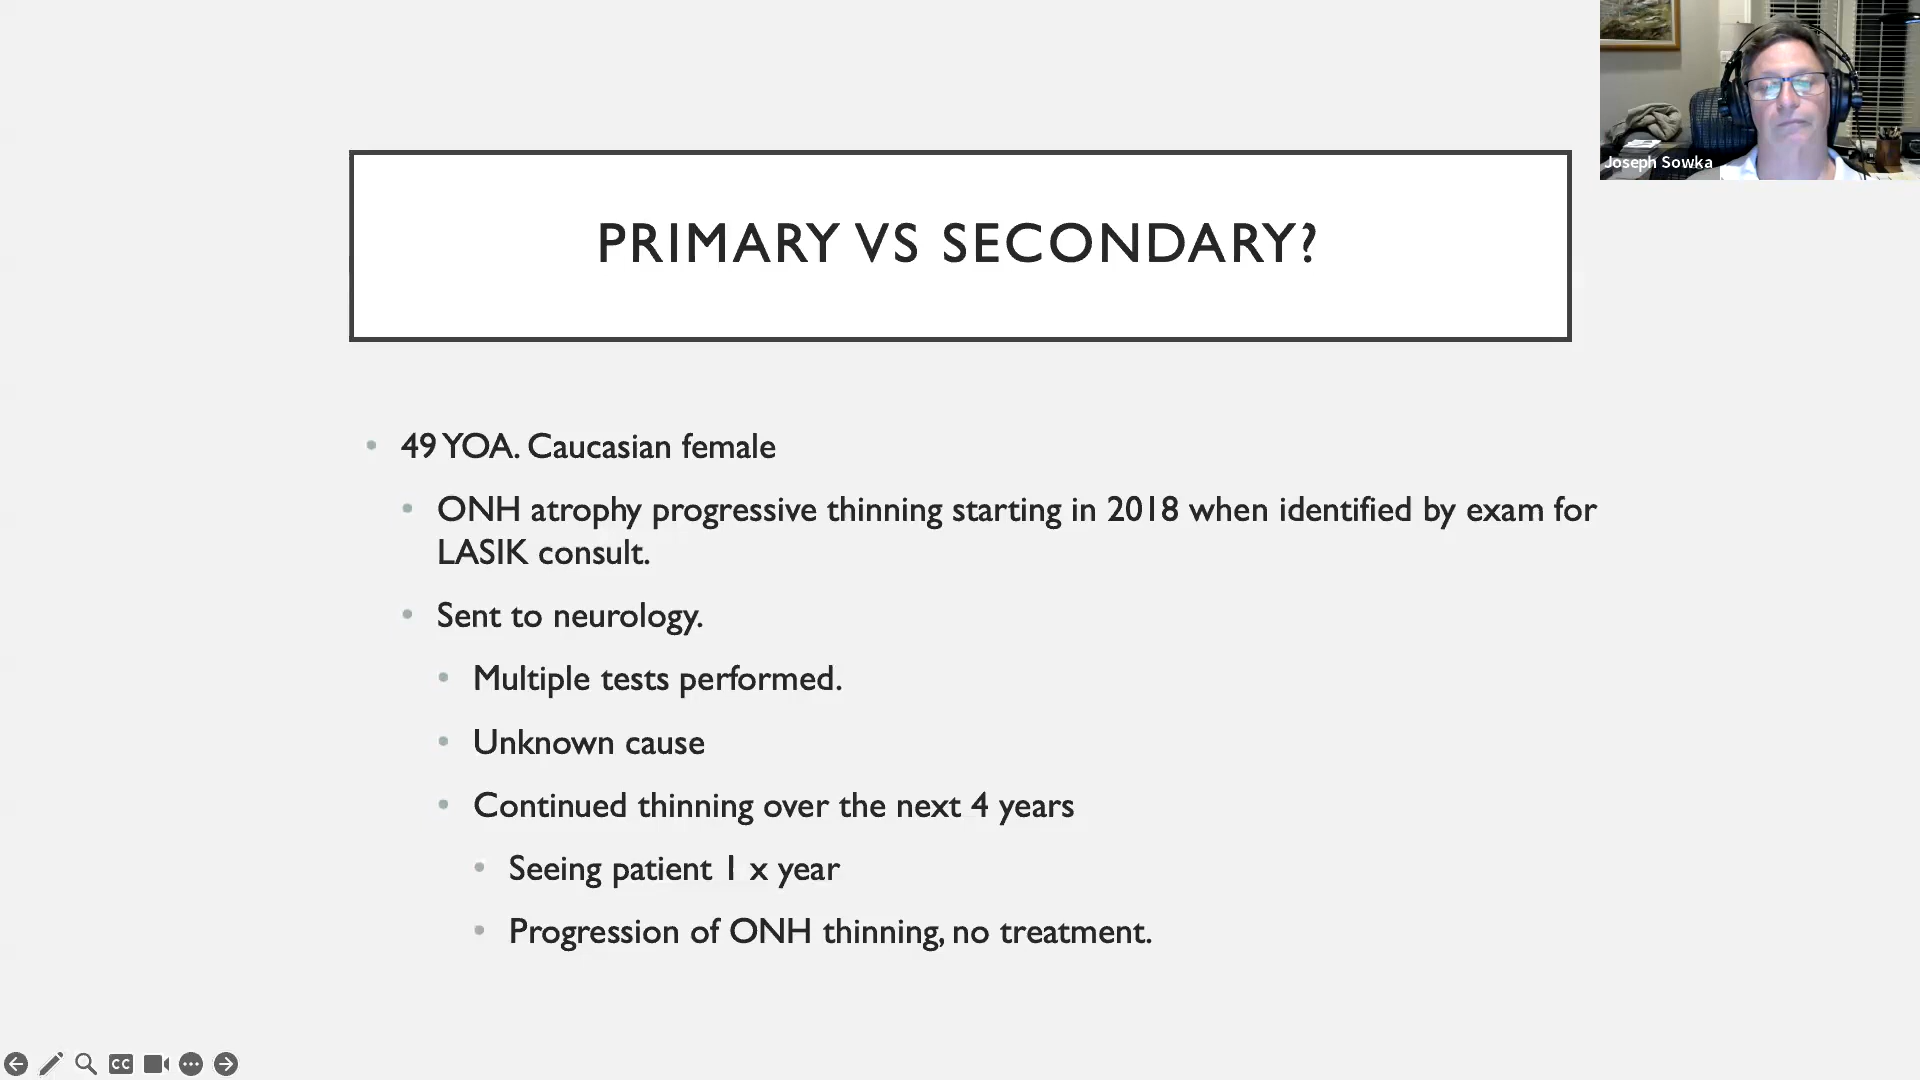 Joseph Sowka
PRIMARY VS SECONDARY?
49 YOA. Caucasian female
ONH atrophy progressive thinning starting in 2018 when identified by exam for
LASIK consult.
Sent to neurology.
Multiple tests performed.
Unknown cause
Continued thinning over the next 4 years
Seeing patient 1 x year
Progression of ONH thinning, no treatment.
CC